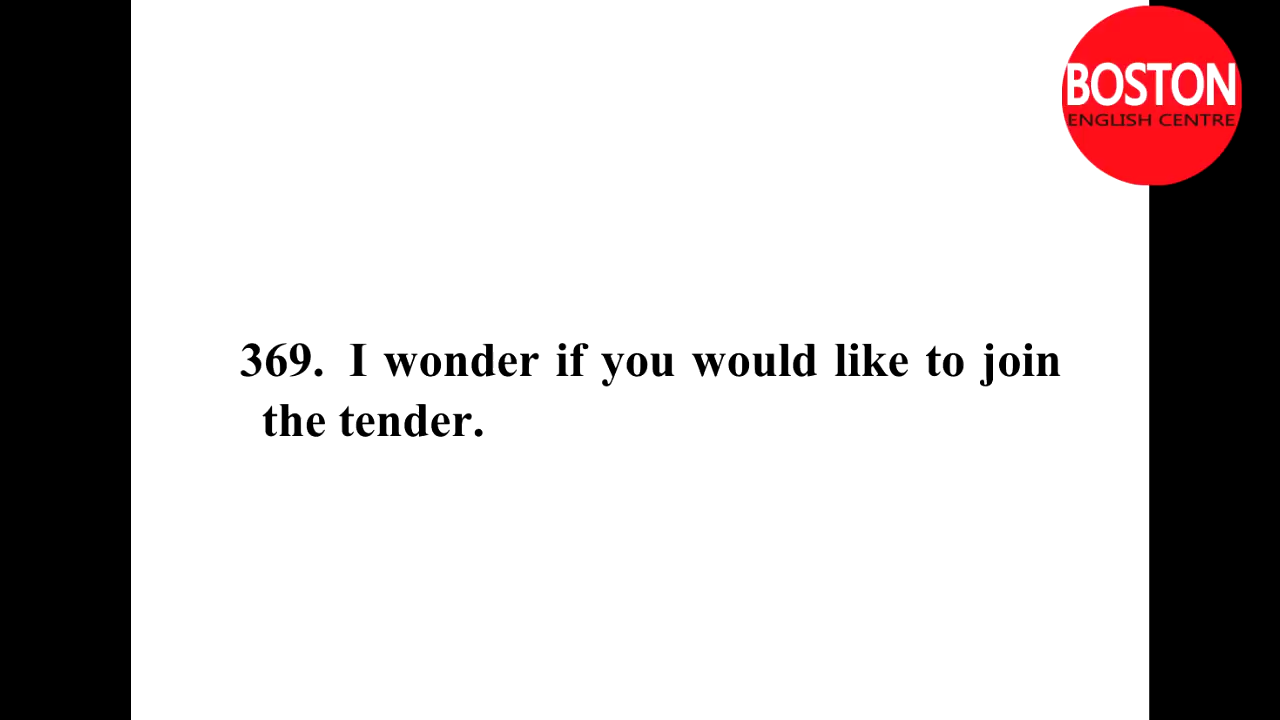 BOSTON
ENGLISH CENTRE
369. I wonder if you would like to join
the tender.